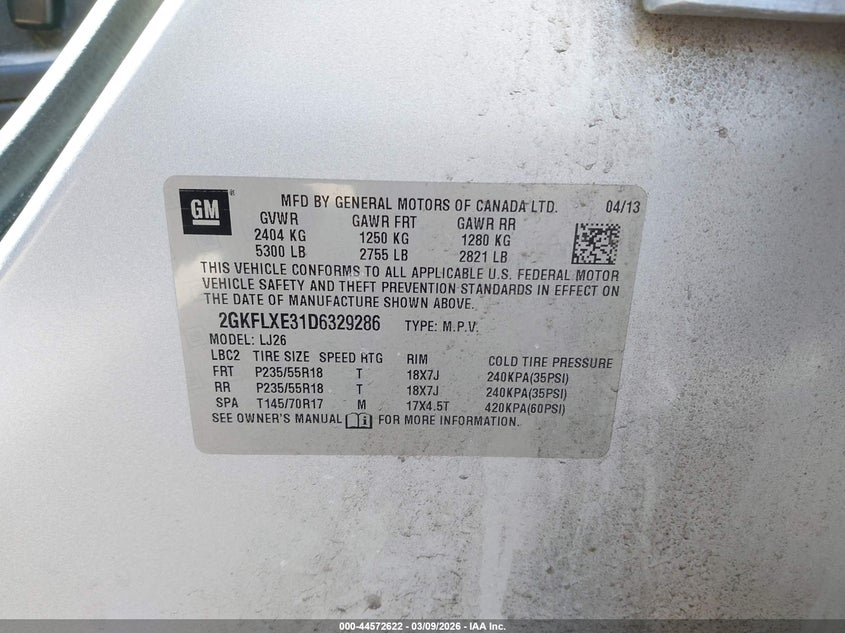 GM
MFD BY GENERAL MOTORS OF CANADA LTD. 04/13
GVWR GAWR FRT GAWR RR
2404 KG 1250 KG 1280 KG
5300 LB 2755 LB 2821 LB
THIS VEHICLE CONFORMS TO ALL APPLICABLE U.S. FEDERAL MOTOR
VEHICLE SAFETY AND THEFT PREVENTION STANDARDS IN EFFECT ON
THE DATE OF MANUFACTURE SHOWN ABOVE.
2GKFLXE31D6329286 TYPE: M.P.V.
MODEL: LJ26
LBC2 TIRE SIZE SPEED RTG RIM COLD TIRE PRESSURE
FRT P235/55R18 T 18X7J 240KPA(35PSI)
RR P235/55R18 T 18X7J 240KPA(35PSI)
SPA T145/70R17 M 17X4.5T 420KPA(60PSI)
SEE OWNER'S MANUAL FOR MORE INFORMATION.
000-44572622 - 03/09/2026 - IAA Inc.